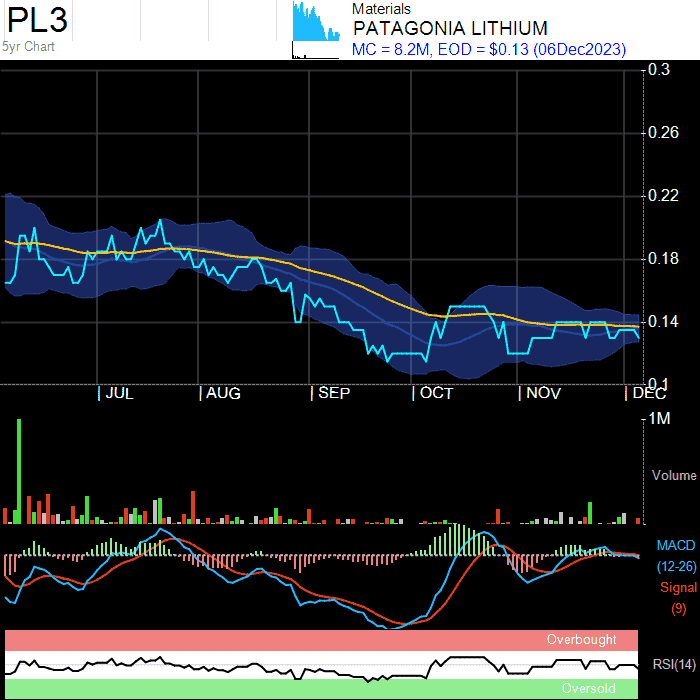 PL3
5yr Chart
Materials
PATAGONIA LITHIUM
MC = 8.2M, EOD = $0.13 (06Dec2023)
0.3
0.26
0.22
0.18
0.14
0.1
JUL AUG SEP OCT NOV DEC
1M
Volume
MACD
(12-26)
Signal
(9)
Overbought
RSI(14)
Oversold